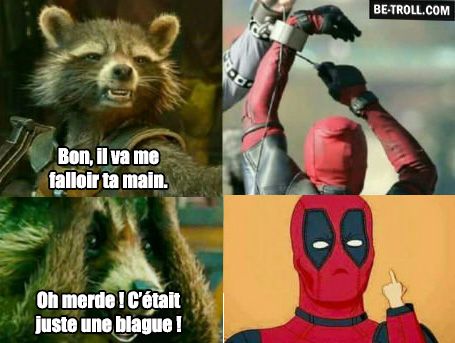 BE-TROLL.COM
Bon, il va me
falloir ta main.
Oh merde ! C'était
juste une blague !